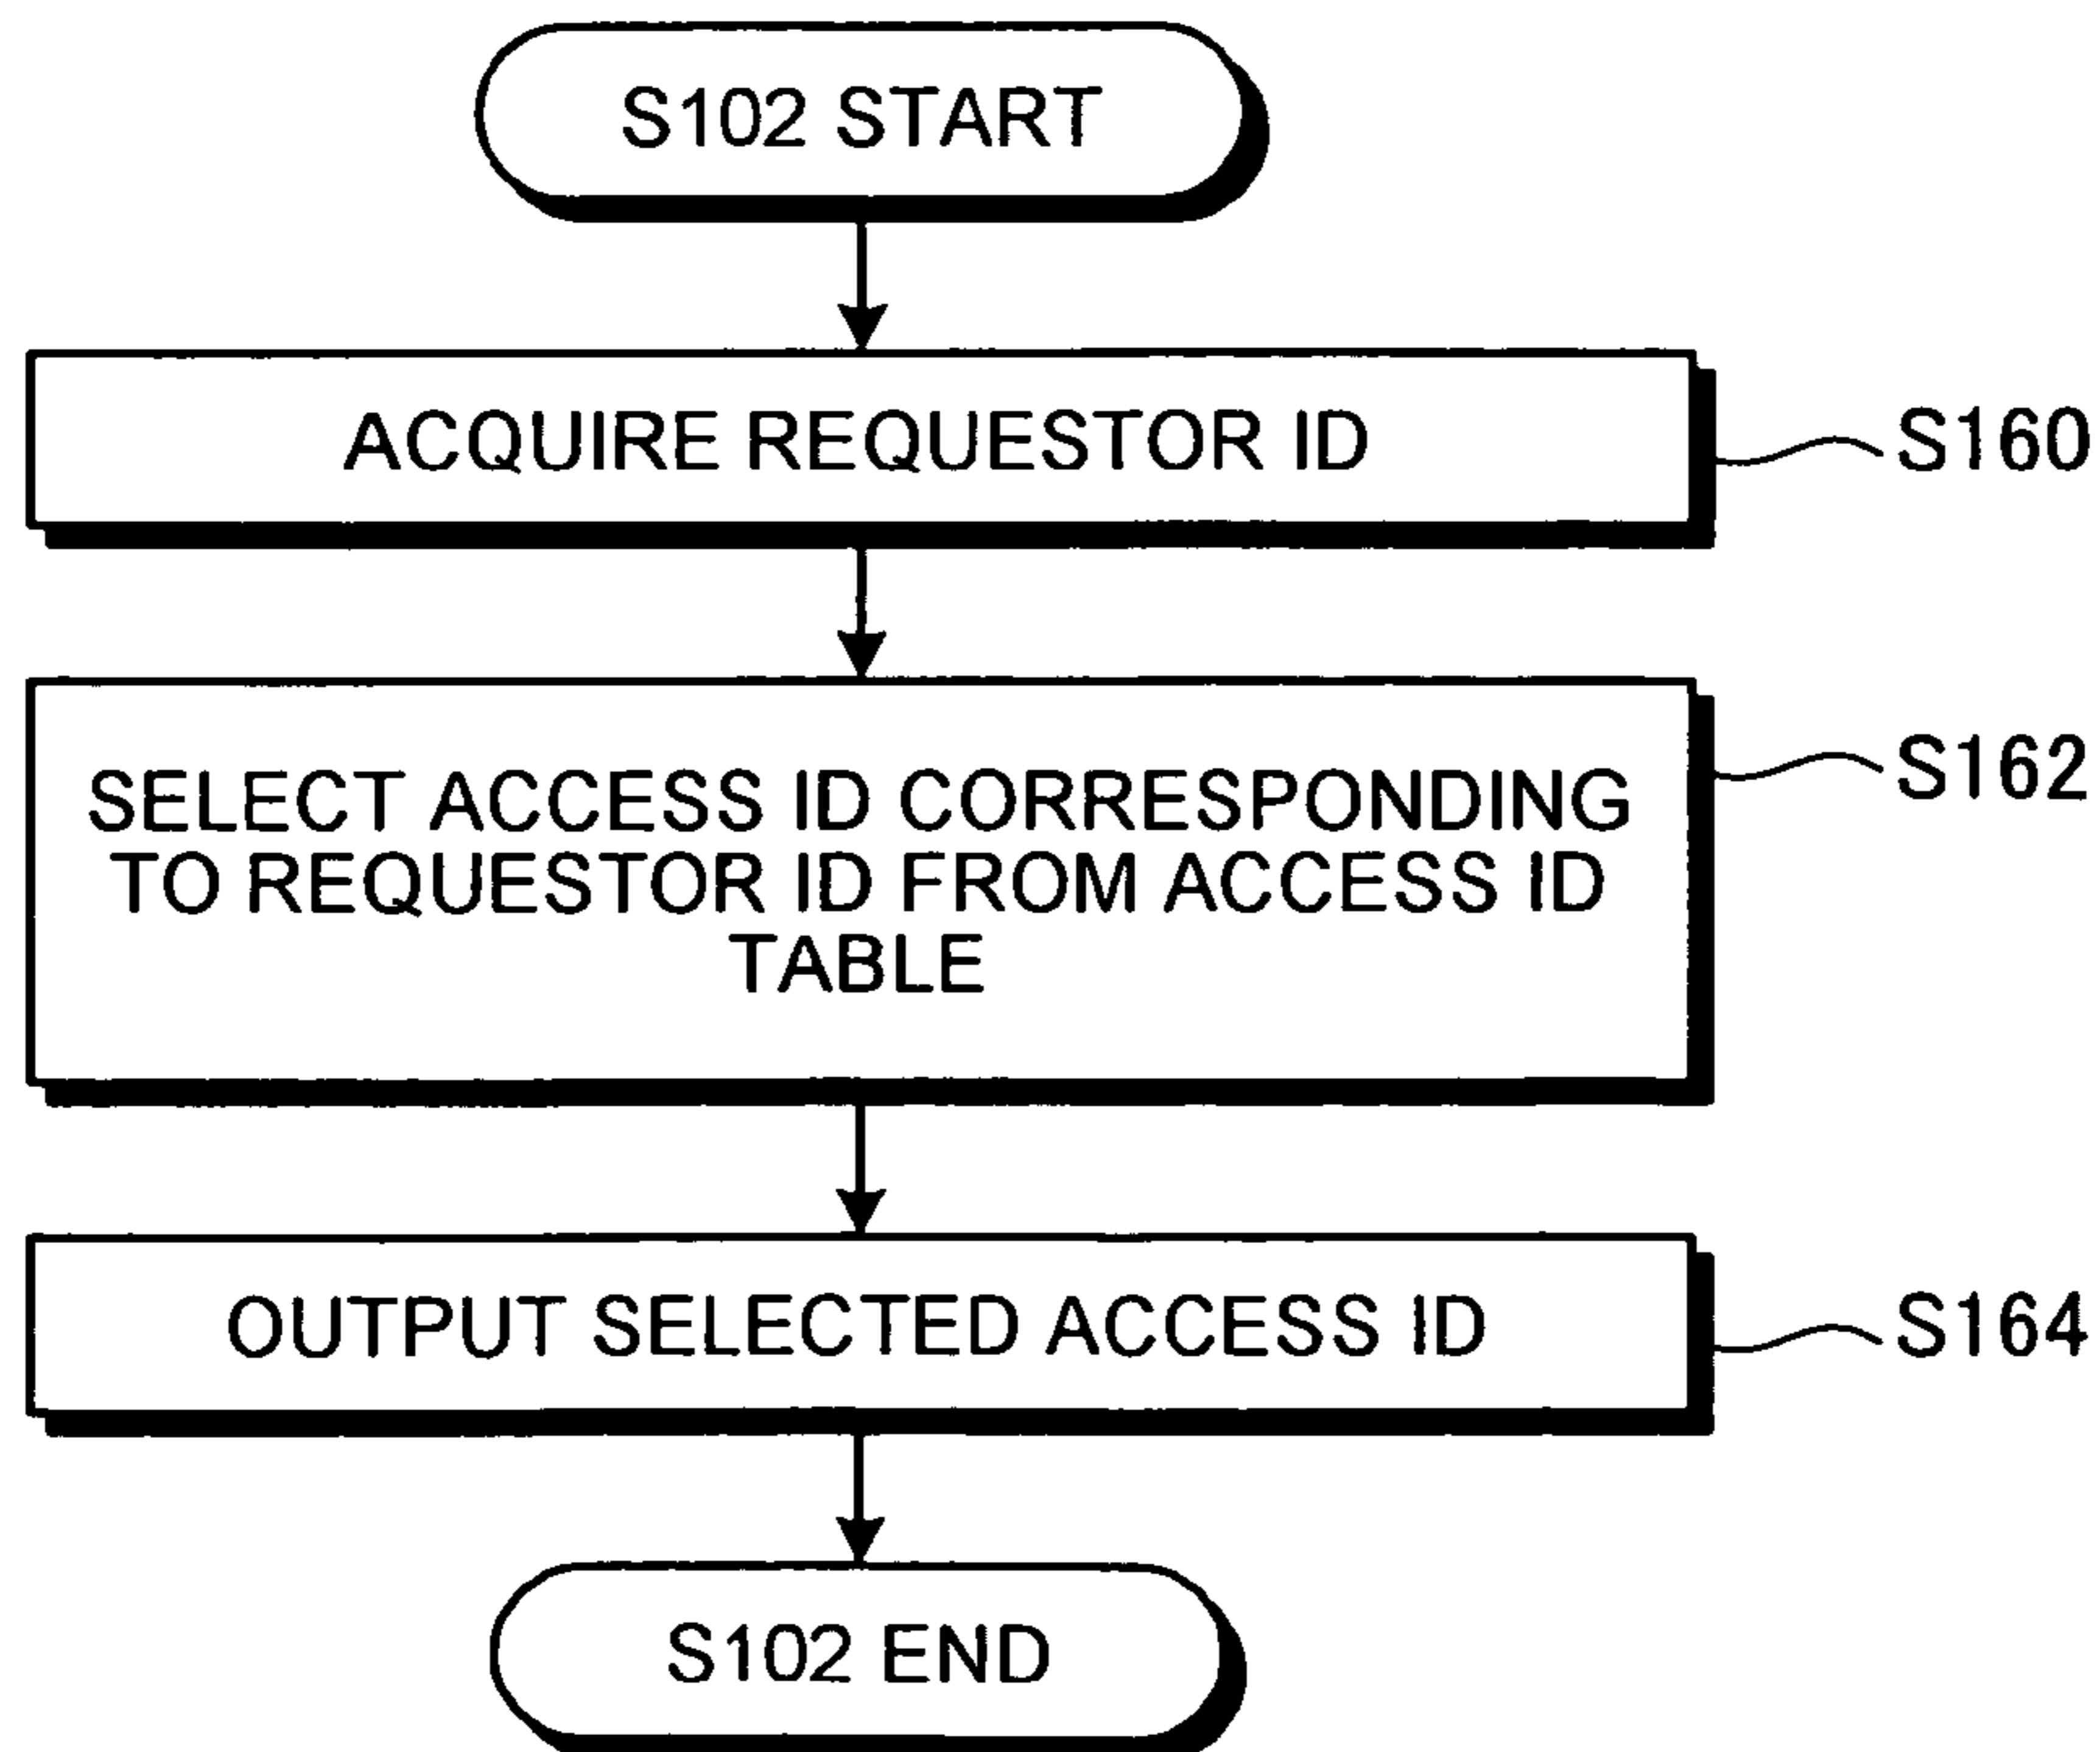 S102 START
ACQUIRE REQUESTOR ID
S160
SELECT ACCESS ID CORRESPONDING
TO REQUESTOR ID FROM ACCESS ID
TABLE
S162
OUTPUT SELECTED ACCESS ID
S164
S102 END